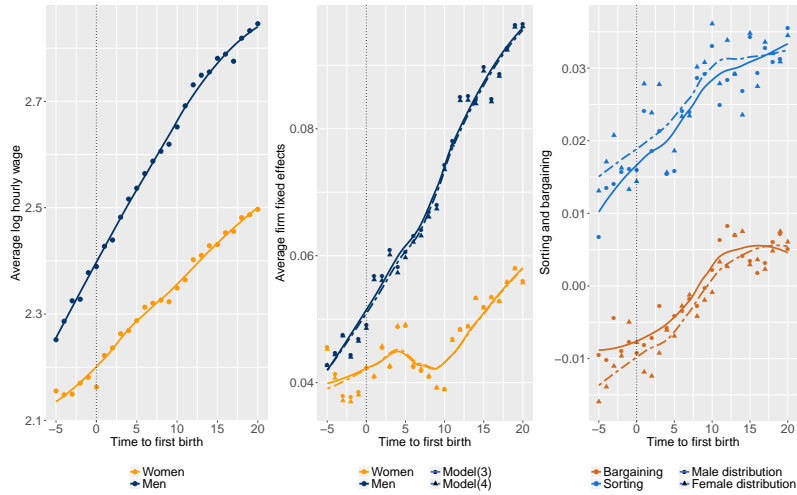 Average log hourly wage
2.7
2.5
2.3
2.1
−5 0 5 10 15 20
Time to first birth
Women
Men
Average firm fixed effects
0.08
0.06
0.04
−5 0 5 10 15 20
Time to first birth
Women Model(3)
Men Model(4)
Sorting and bargaining
0.03
0.02
0.01
0.00
−0.01
−5 0 5 10 15 20
Time to first birth
Bargaining Male distribution
Sorting Female distribution